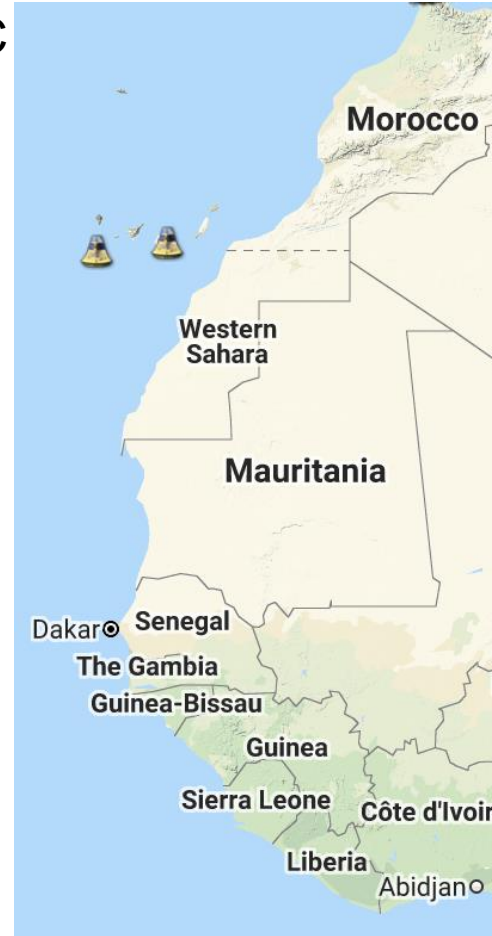 Morocco
Western
Sahara
Mauritania
Dakar
Senegal
The Gambia
Guinea-Bissau
Guinea
Sierra Leone
Côte d'Ivoir
Liberia
Abidjan